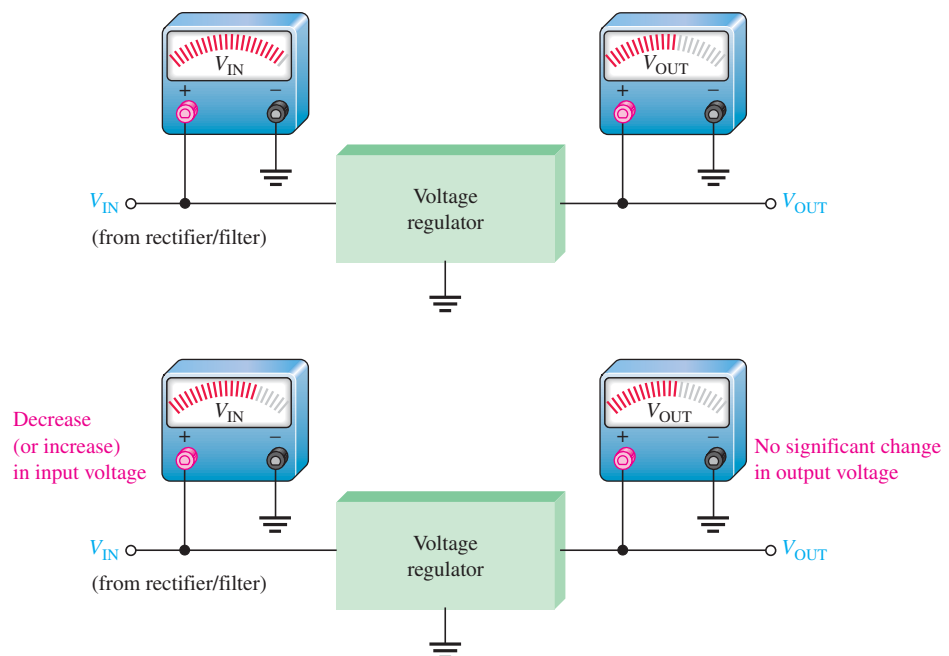 V_IN
+ −
V_OUT
+ −
V_IN
(from rectifier/filter)
Voltage
regulator
V_OUT
Decrease
(or increase)
in input voltage
V_IN
+ −
V_OUT
+ −
No significant change
in output voltage
V_IN
(from rectifier/filter)
Voltage
regulator
V_OUT